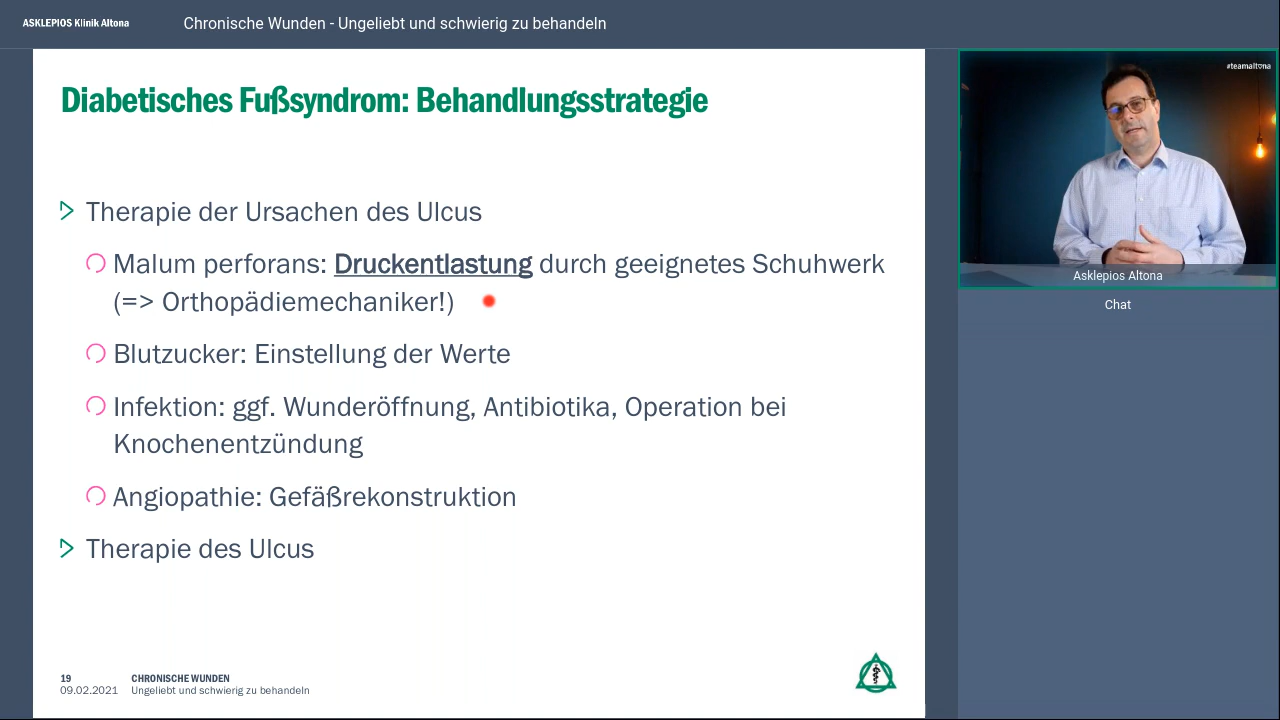 ASKLEPIOS Klinik Altona
Chronische Wunden - Ungeliebt und schwierig zu behandeln
Diabetisches Fußsyndrom: Behandlungsstrategie
Therapie der Ursachen des Ulcus
Malum perforans: Druckentlastung durch geeignetes Schuhwerk
(=> Orthopädiemechaniker!)
Blutzucker: Einstellung der Werte
Infektion: ggf. Wunderöffnung, Antibiotika, Operation bei
Knochenentzündung
Angiopathie: Gefäßrekonstruktion
Therapie des Ulcus
19 CHRONISCHE WUNDEN
09.02.2021 Ungeliebt und schwierig zu behandeln
#teamaltona
Asklepios Altona
Chat